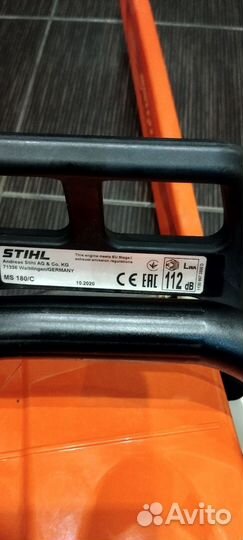 STIHL
Andreas Stihl AG & Co. KG
71336 Waiblingen/GERMANY
MS 180/C
10.2020
This engine meets EU Stage I
exhaust emission regulations
CE EAC LWA 112 dB
Avito